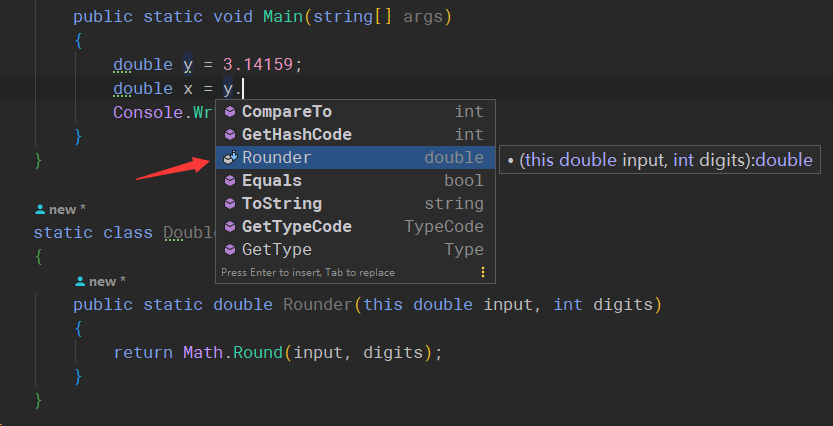 public static void Main(string[] args)
{
double y = 3.14159;
double x = y.
Console.Wr
CompareTo int
GetHashCode int
Rounder double
• (this double input, int digits):double
Equals bool
ToString string
GetTypeCode TypeCode
GetType Type
Press Enter to insert, Tab to replace
}
}
new *
static class Double
{
new *
public static double Rounder(this double input, int digits)
{
return Math.Round(input, digits);
}
}